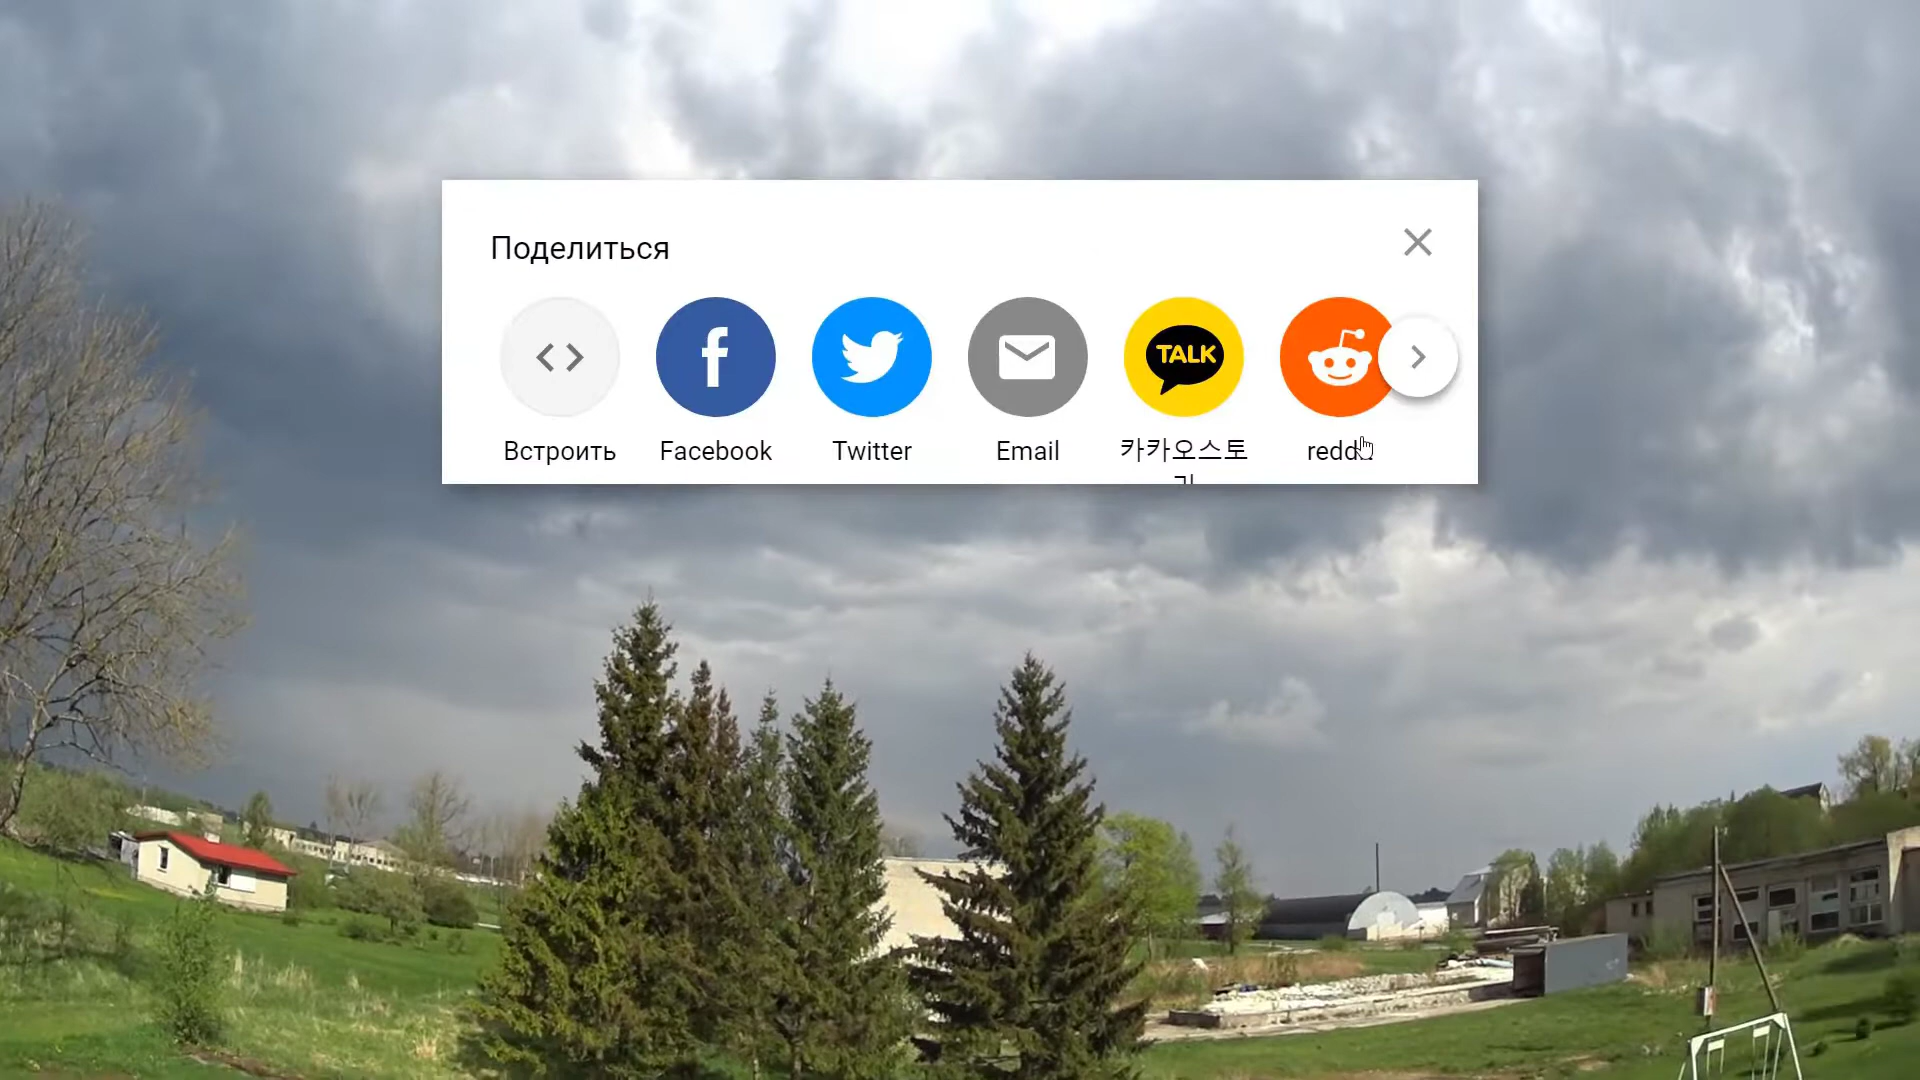 Поделиться
Встроить
Facebook
Twitter
Email
TALK
카카오스토